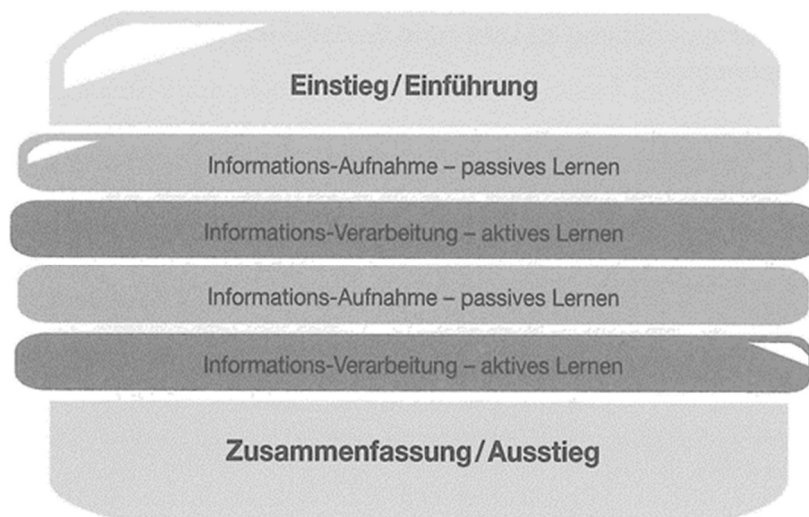 Einstieg/Einführung
Informations-Aufnahme – passives Lernen
Informations-Verarbeitung – aktives Lernen
Informations-Aufnahme – passives Lernen
Informations-Verarbeitung – aktives Lernen
Zusammenfassung/Ausstieg